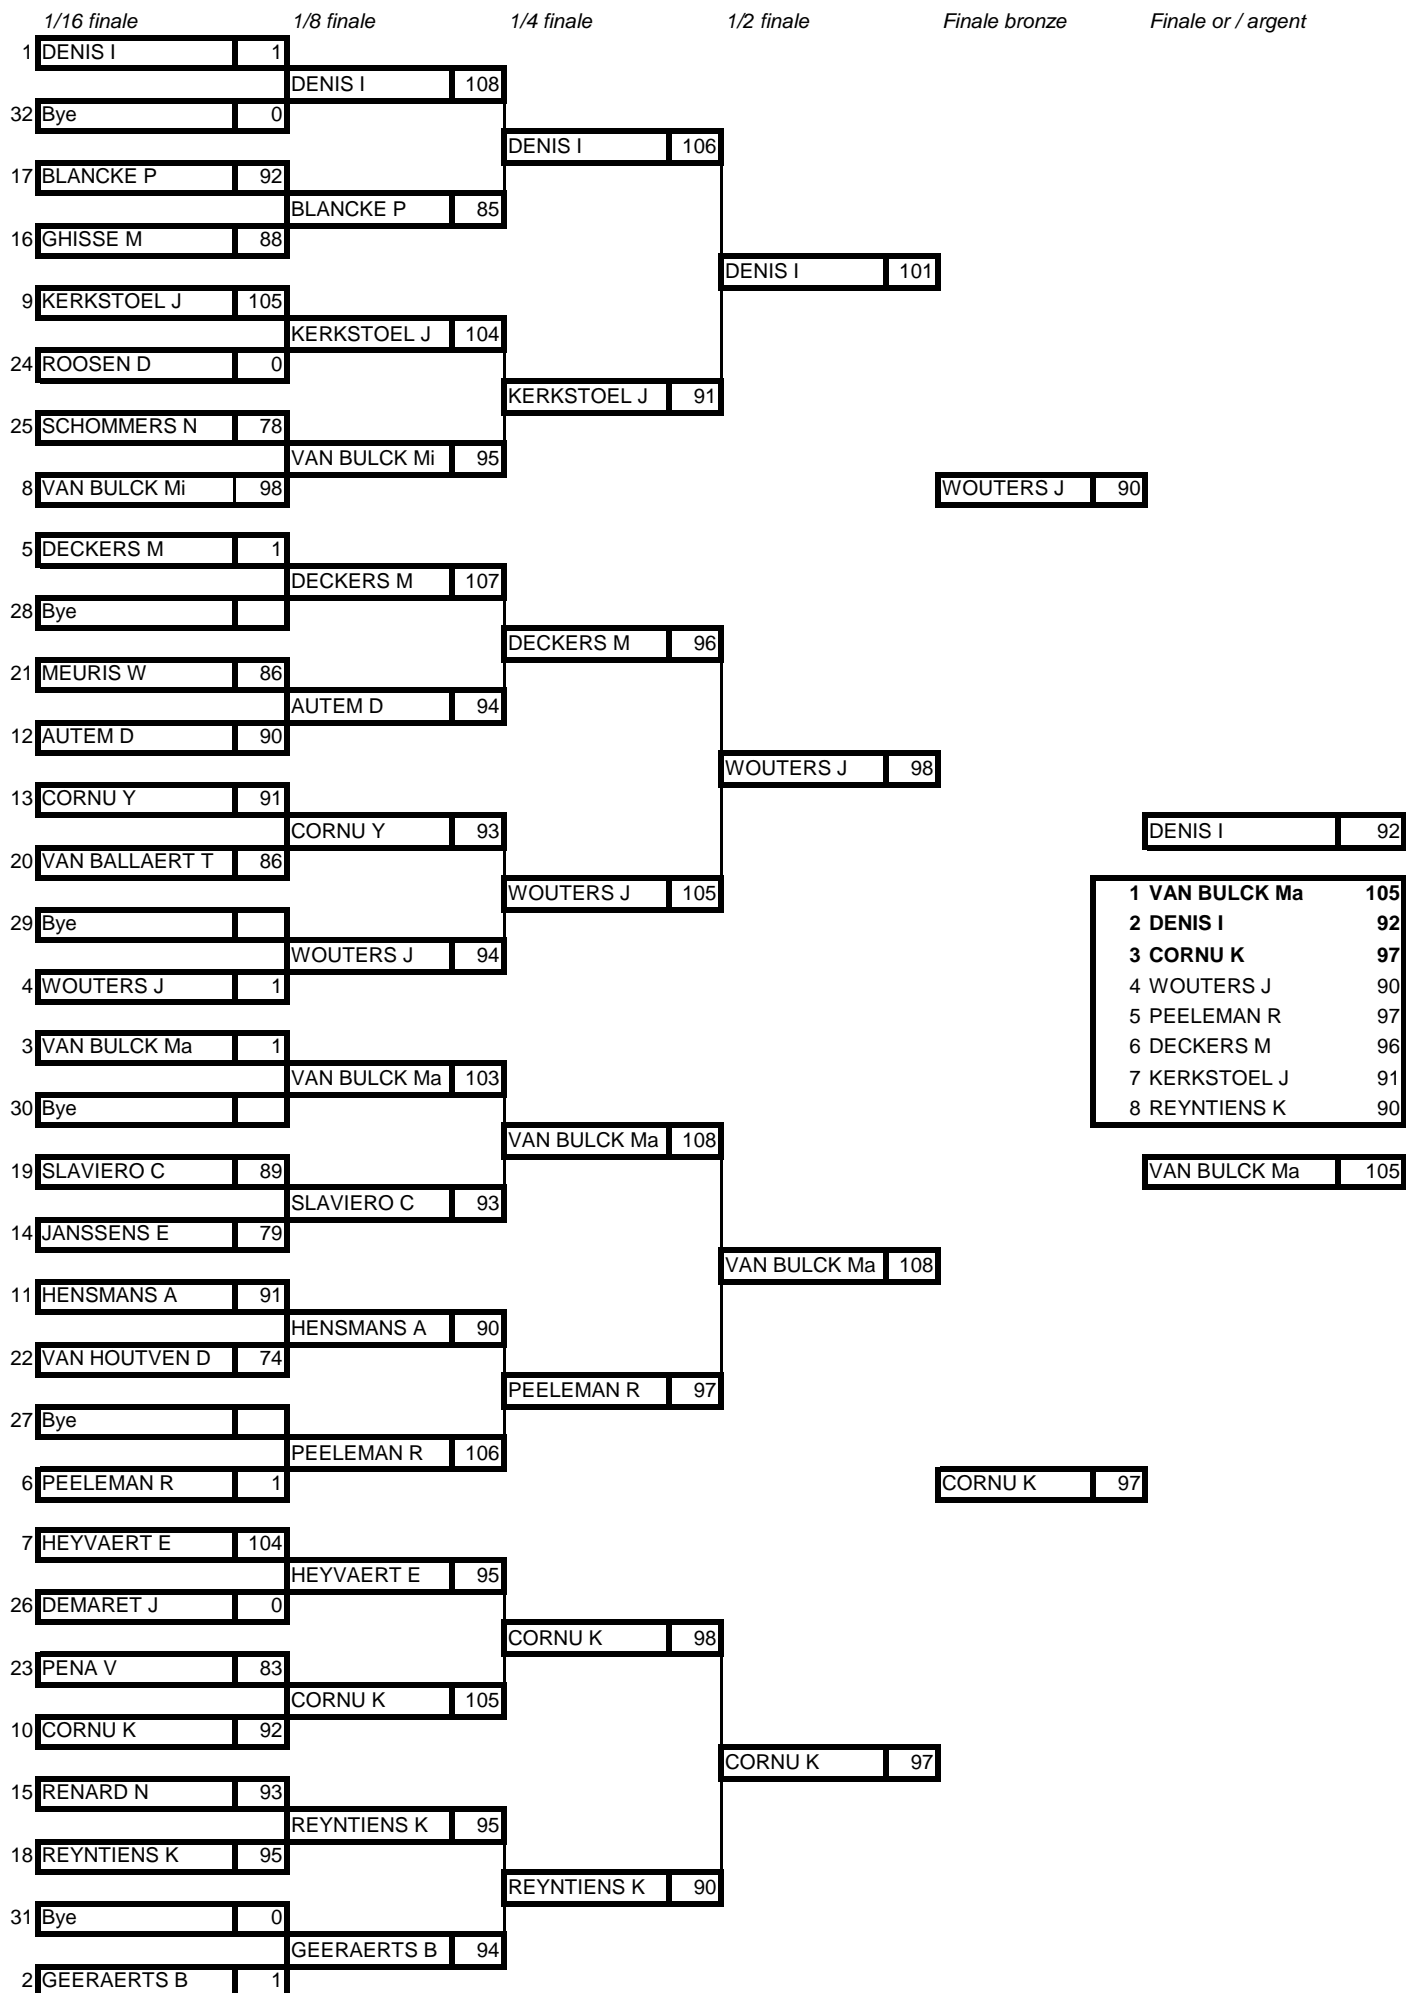 1/16 finale 1/8 finale 1/4 finale 1/2 finale Finale bronze Finale or / argent
1 DENIS I 1
DENIS I 108
32 Bye 0
DENIS I 106
17 BLANCKE P 92
BLANCKE P 85
16 GHISSE M 88
DENIS I 101
9 KERKSTOEL J 105
KERKSTOEL J 104
24 ROOSEN D 0
KERKSTOEL J 91
25 SCHOMMERS N 78
VAN BULCK Mi 95
8 VAN BULCK Mi 98 WOUTERS J 90
5 DECKERS M 1
DECKERS M 107
28 Bye
DECKERS M 96
21 MEURIS W 86
AUTEM D 94
12 AUTEM D 90
WOUTERS J 98
13 CORNU Y 91
CORNU Y 93 DENIS I 92
20 VAN BALLAERT T 86
WOUTERS J 105 1 VAN BULCK Ma 105
29 Bye 2 DENIS I 92
WOUTERS J 94 3 CORNU K 97
4 WOUTERS J 1 4 WOUTERS J 90
5 PEELEMAN R 97
3 VAN BULCK Ma 1 6 DECKERS M 96
VAN BULCK Ma 103 7 KERKSTOEL J 91
30 Bye 8 REYNTIENS K 90
VAN BULCK Ma 108
19 SLAVIERO C 89 VAN BULCK Ma 105
SLAVIERO C 93
14 JANSSENS E 79
VAN BULCK Ma 108
11 HENSMANS A 91
HENSMANS A 90
22 VAN HOUTVEN D 74
PEELEMAN R 97
27 Bye
PEELEMAN R 106
6 PEELEMAN R 1 CORNU K 97
7 HEYVAERT E 104
HEYVAERT E 95
26 DEMARET J 0
CORNU K 98
23 PENA V 83
CORNU K 105
10 CORNU K 92
CORNU K 97
15 RENARD N 93
REYNTIENS K 95
18 REYNTIENS K 95
REYNTIENS K 90
31 Bye 0
GEERAERTS B 94
2 GEERAERTS B 1